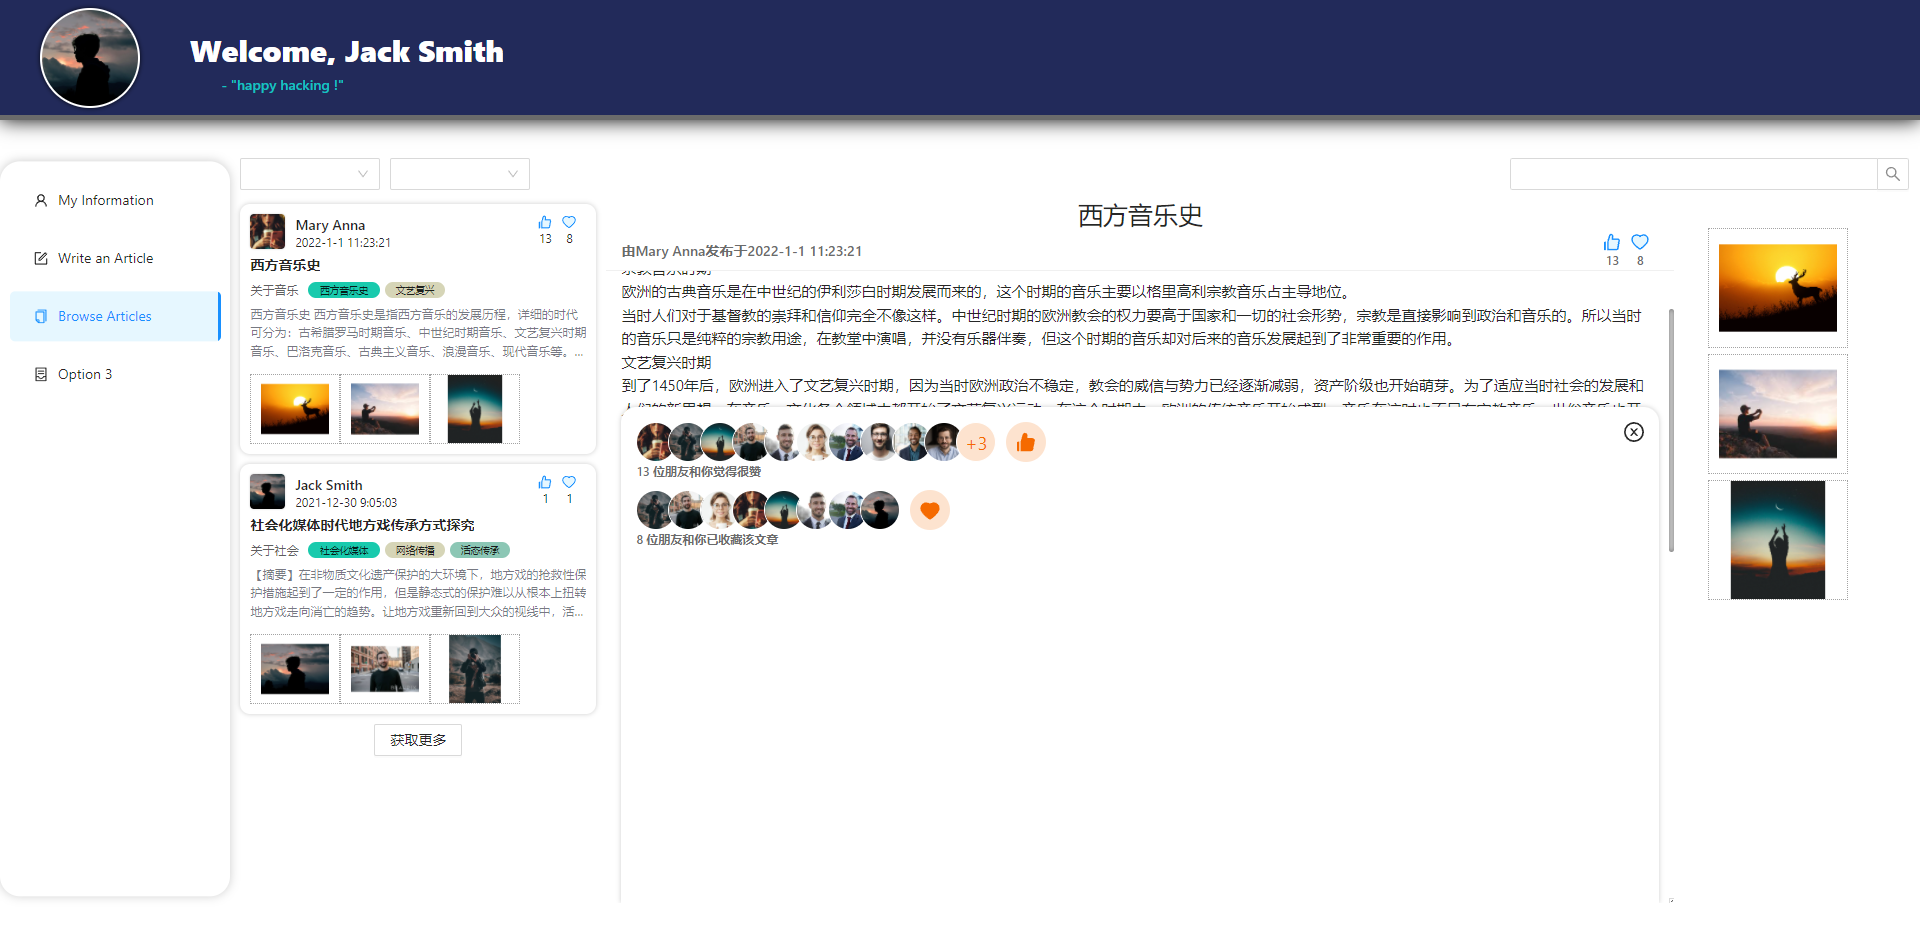 Welcome, Jack Smith
- "happy hacking !"
My Information
Write an Article
Browse Articles
Option 3
Mary Anna
2022-1-1 11:23:21
13
8
西方音乐史
关于音乐
西方音乐史
文艺复兴
西方音乐史 西方音乐史是指西方音乐的发展历程，详细的时代
可分为：古希腊罗马时期音乐、中世纪时期音乐、文艺复兴时期
音乐、巴洛克音乐、古典主义音乐、浪漫音乐、现代音乐等。...
Jack Smith
2021-12-30 9:05:03
1
1
社会化媒体时代地方戏传承方式探究
关于社会
社会化媒体
网络传播
活态传承
【摘要】在非物质文化遗产保护的大环境下，地方戏的抢救性保
护措施起到了一定的作用，但是静态式的保护难以从根本上扭转
地方戏走向消亡的趋势。让地方戏重新回到大众的视线中，活...
获取更多
西方音乐史
由Mary Anna发布于2022-1-1 11:23:21
13
8
宗教音乐的时期
欧洲的古典音乐是在中世纪的伊利莎白时期发展而来的，这个时期的音乐主要以格里高利宗教音乐占主导地位。
当时人们对于基督教的崇拜和信仰完全不像这样。中世纪时期的欧洲教会的权力要高于国家和一切的社会形势，宗教是直接影响到政治和音乐的。所以当时
的音乐只是纯粹的宗教用途，在教堂中演唱，并没有乐器伴奏，但这个时期的音乐却对后来的音乐发展起到了非常重要的作用。
文艺复兴时期
到了1450年后，欧洲进入了文艺复兴时期，因为当时欧洲政治不稳定，教会的威信与势力已经逐渐减弱，资产阶级也开始萌芽。为了适应当时社会的发展和
+3
13 位朋友和你觉得很赞
8 位朋友和你已收藏该文章